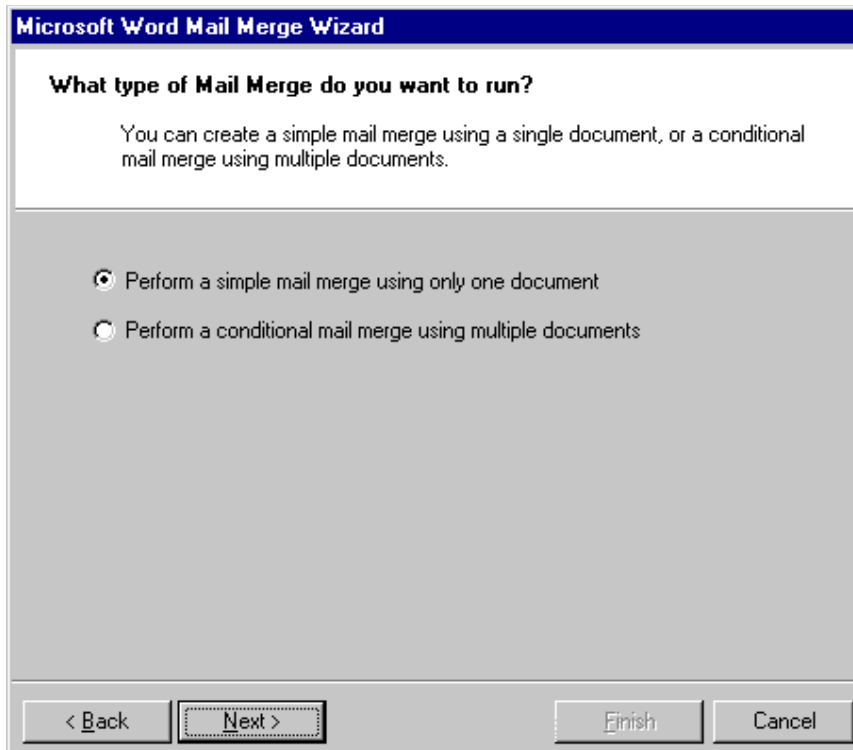 Microsoft Word Mail Merge Wizard
What type of Mail Merge do you want to run?
You can create a simple mail merge using a single document, or a conditional
mail merge using multiple documents.
Perform a simple mail merge using only one document
Perform a conditional mail merge using multiple documents
< Back Next > Finish Cancel